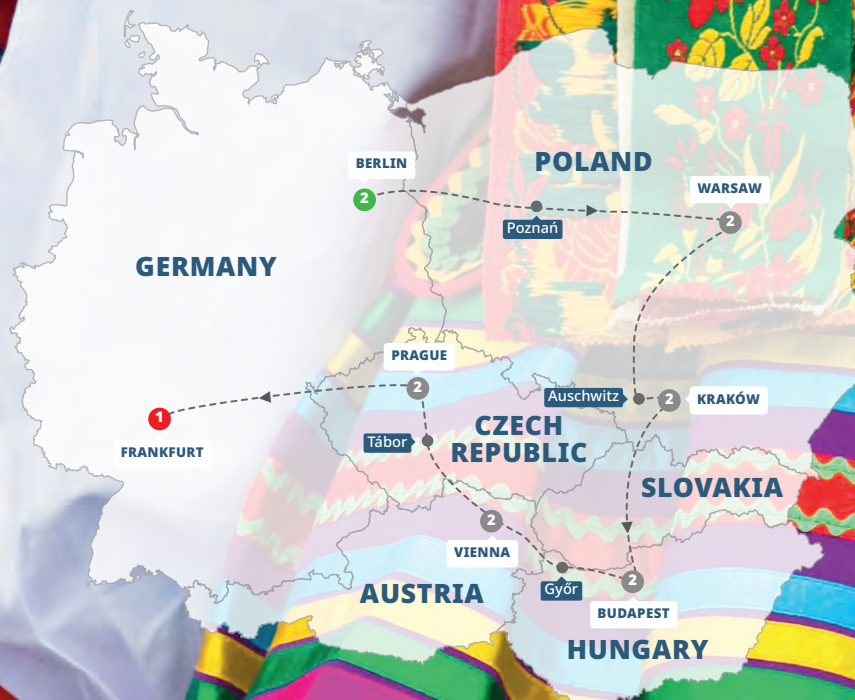 BERLIN
2
POLAND
WARSAW
2
Poznań
GERMANY
PRAGUE
2
Auschwitz
2
KRAKÓW
1
FRANKFURT
Tábor
CZECH
REPUBLIC
SLOVAKIA
2
VIENNA
Győr
2
AUSTRIA
BUDAPEST
HUNGARY